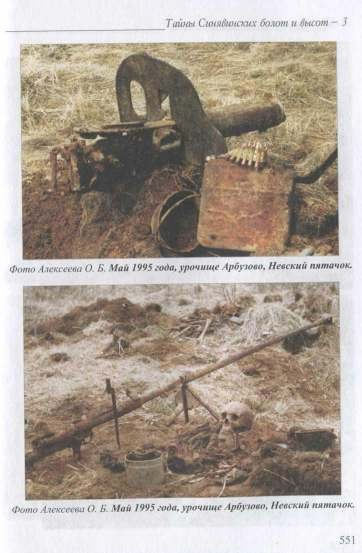 Тайны Синявинских болот и высот – 3
Фото Алексеева О. Б. Май 1995 года, урочище Арбузово, Невский пятачок.
Фото Алексеева О. Б. Май 1995 года, урочище Арбузово, Невский пятачок.
551